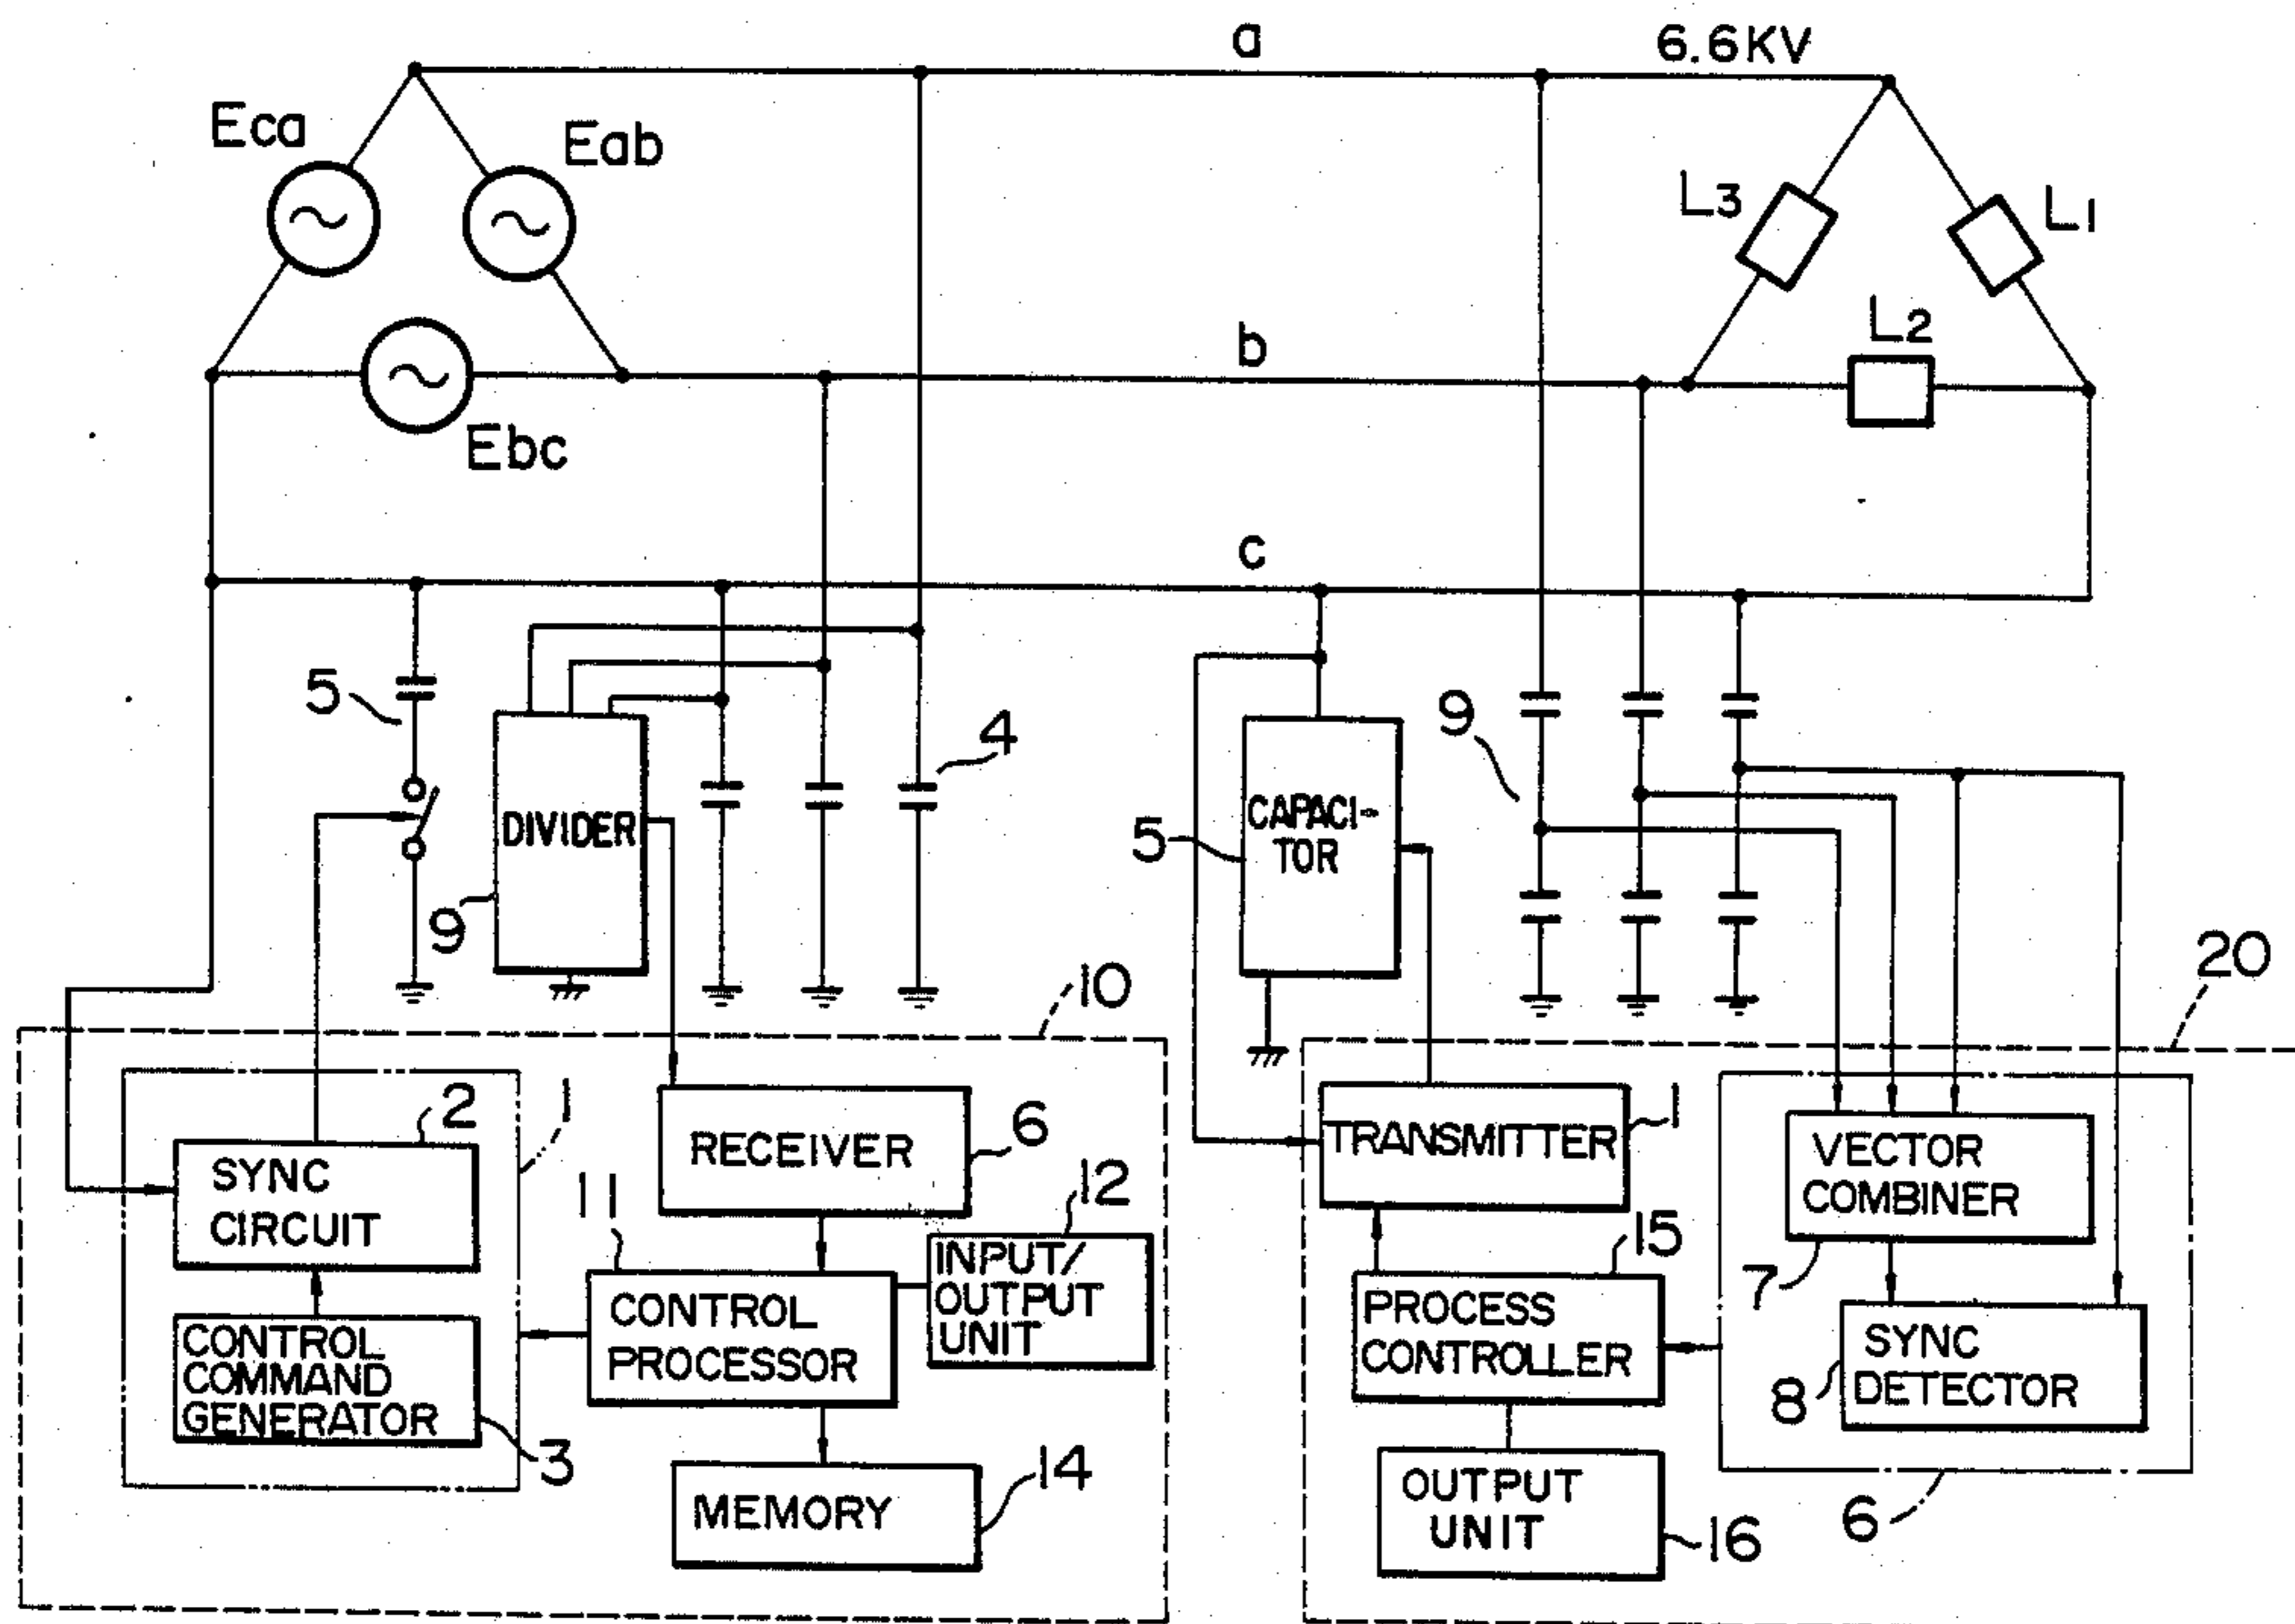 a
6.6KV
Eca
Eab
L3
L1
b
L2
Ebc
c
5
4
9
DIVIDER
9
5
CAPACI-
TOR
10
20
2
1
SYNC
CIRCUIT
RECEIVER
6
TRANSMITTER
1
VECTOR
COMBINER
7
11
12
INPUT/
OUTPUT
UNIT
15
CONTROL
COMMAND
GENERATOR
3
CONTROL
PROCESSOR
PROCESS
CONTROLLER
SYNC
DETECTOR
8
MEMORY
14
OUTPUT
UNIT
16
6